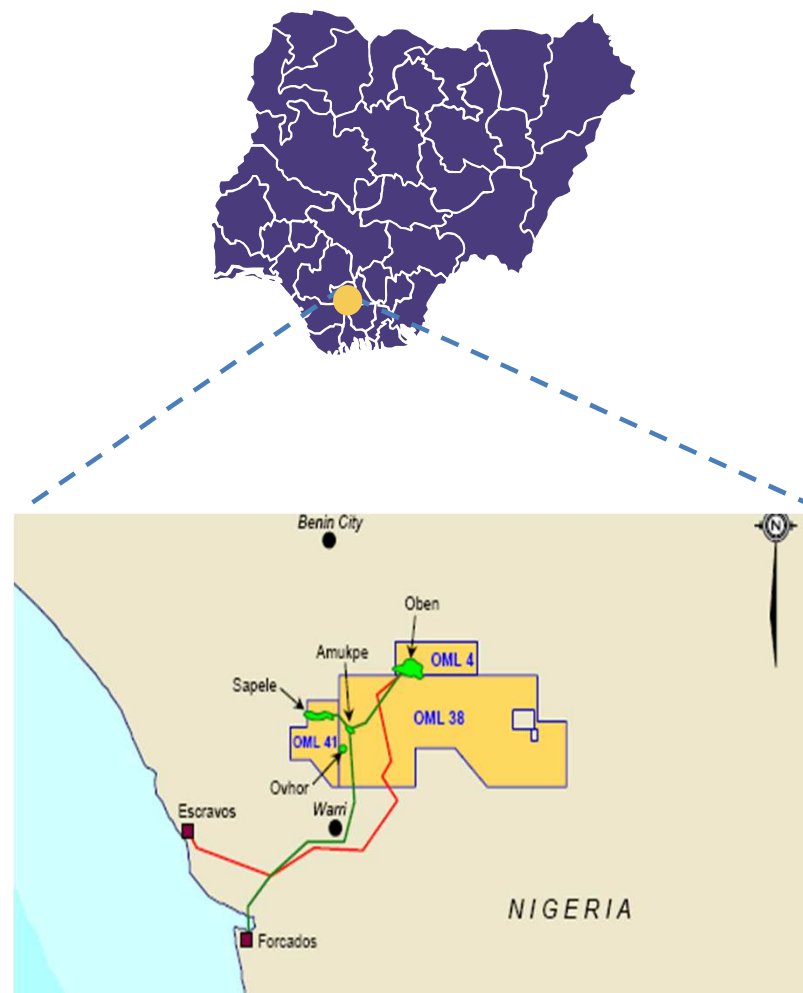 Benin City
N
Oben
OML 4
Amukpe
Sapele
OML 38
OML 41
Ovhor
Warri
Escravos
NIGERIA
Forcados